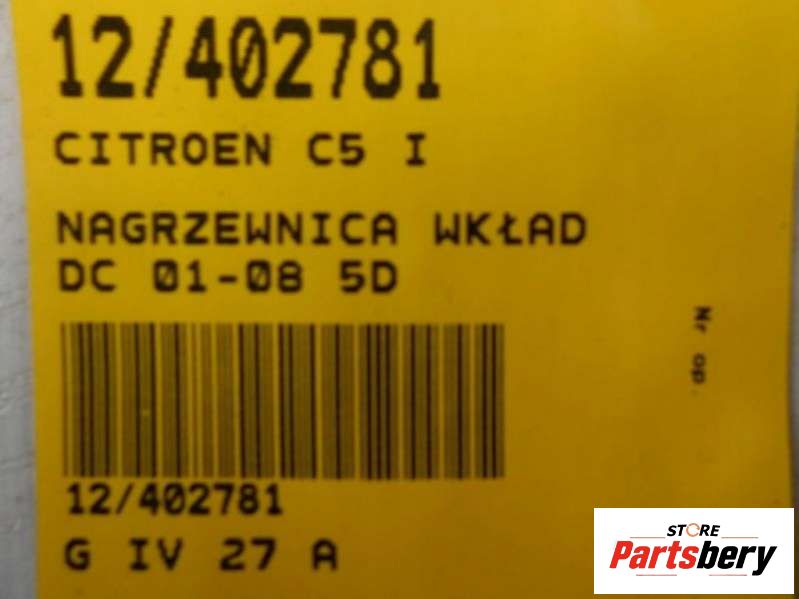 12/402781
CITROEN C5 I
NAGRZEWNICA WKŁAD
DC 01-08 5D
Nr op.
12/402781
G IV 27 A
STORE
Partsbery